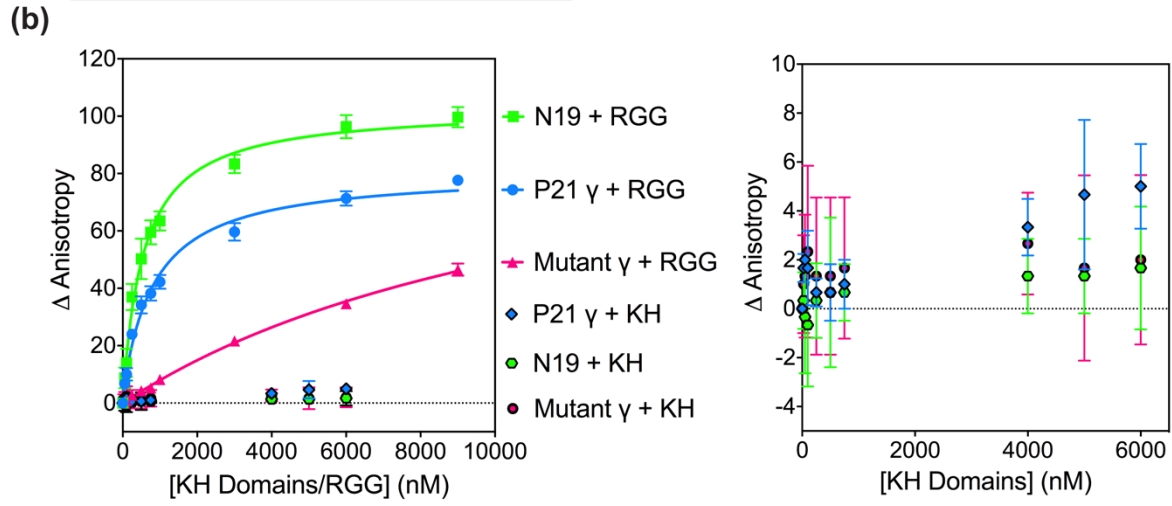 (b)
120
100
80
60
40
20
0
Δ Anisotropy
0 2000 4000 6000 8000 10000
[KH Domains/RGG] (nM)
N19 + RGG
P21 γ + RGG
Mutant γ + RGG
P21 γ + KH
N19 + KH
Mutant γ + KH
10
8
6
4
2
0
-2
-4
Δ Anisotropy
0 2000 4000 6000
[KH Domains] (nM)